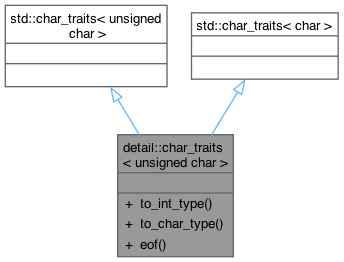 std::char_traits< unsigned
char >
std::char_traits< char >
detail::char_traits
< unsigned char >
+ to_int_type()
+ to_char_type()
+ eof()